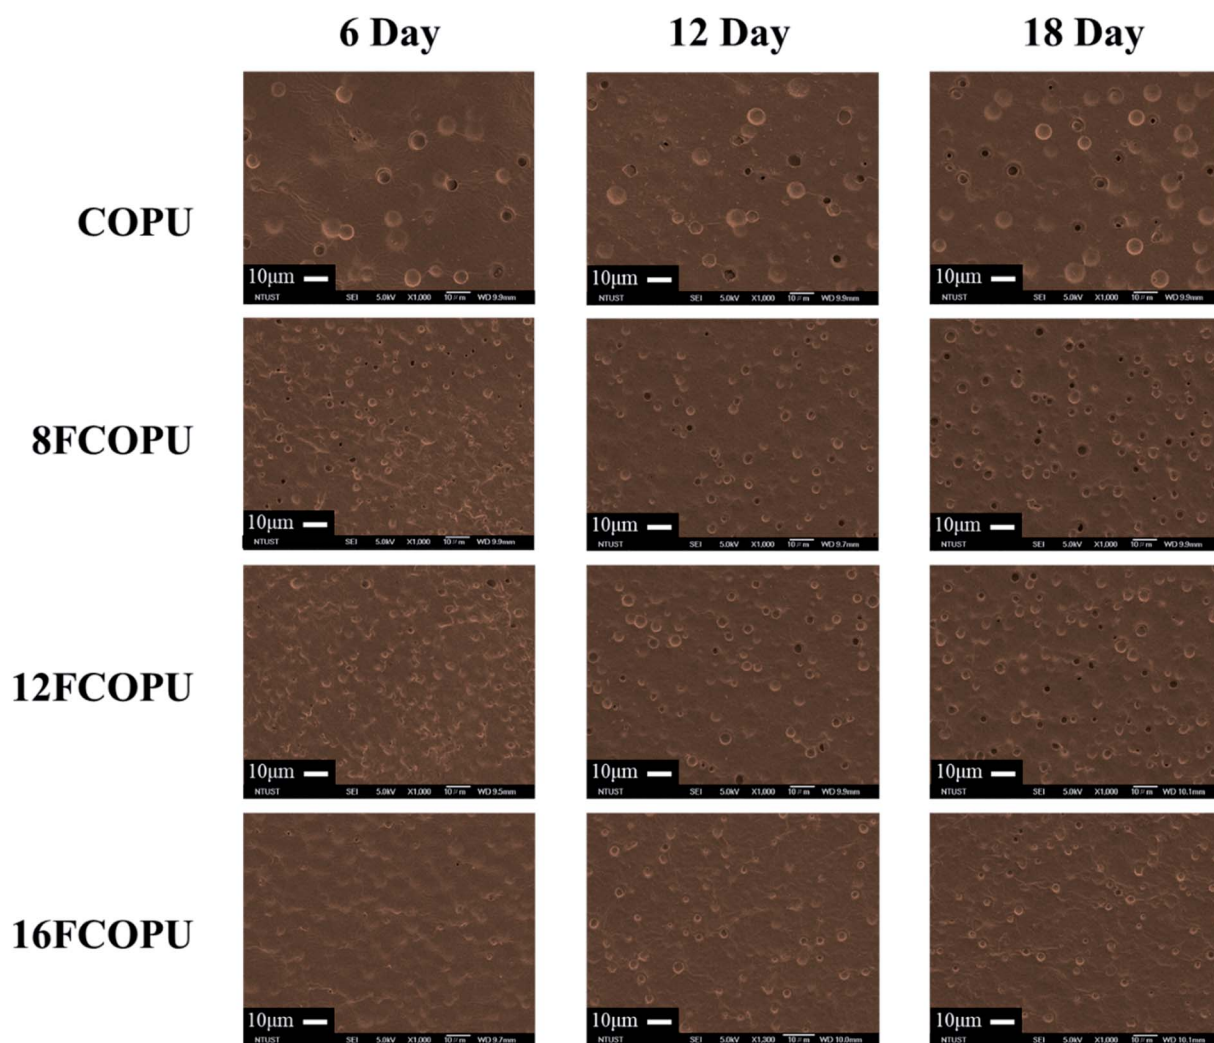 6 Day 12 Day 18 Day
COPU
10μm 10μm 10μm
NTUST SEI 5.0kV X1,000 10μm WD 9.9mm NTUST SEI 5.0kV X1,000 10μm WD 9.9mm NTUST SEI 5.0kV X1,000 10μm WD 9.9mm
8FCOPU
10μm 10μm 10μm
NTUST SEI 5.0kV X1,000 10μm WD 9.9mm NTUST SEI 5.0kV X1,000 10μm WD 9.7mm NTUST SEI 5.0kV X1,000 10μm WD 9.9mm
12FCOPU
10μm 10μm 10μm
NTUST SEI 5.0kV X1,000 10μm WD 9.5mm NTUST SEI 5.0kV X1,000 10μm WD 9.9mm NTUST SEI 5.0kV X1,000 10μm WD 10.1mm
16FCOPU
10μm 10μm 10μm
NTUST SEI 5.0kV X1,000 10μm WD 9.7mm NTUST SEI 5.0kV X1,300 10μm WD 10.0mm NTUST SEI 5.0kV X1,000 10μm WD 10.1mm